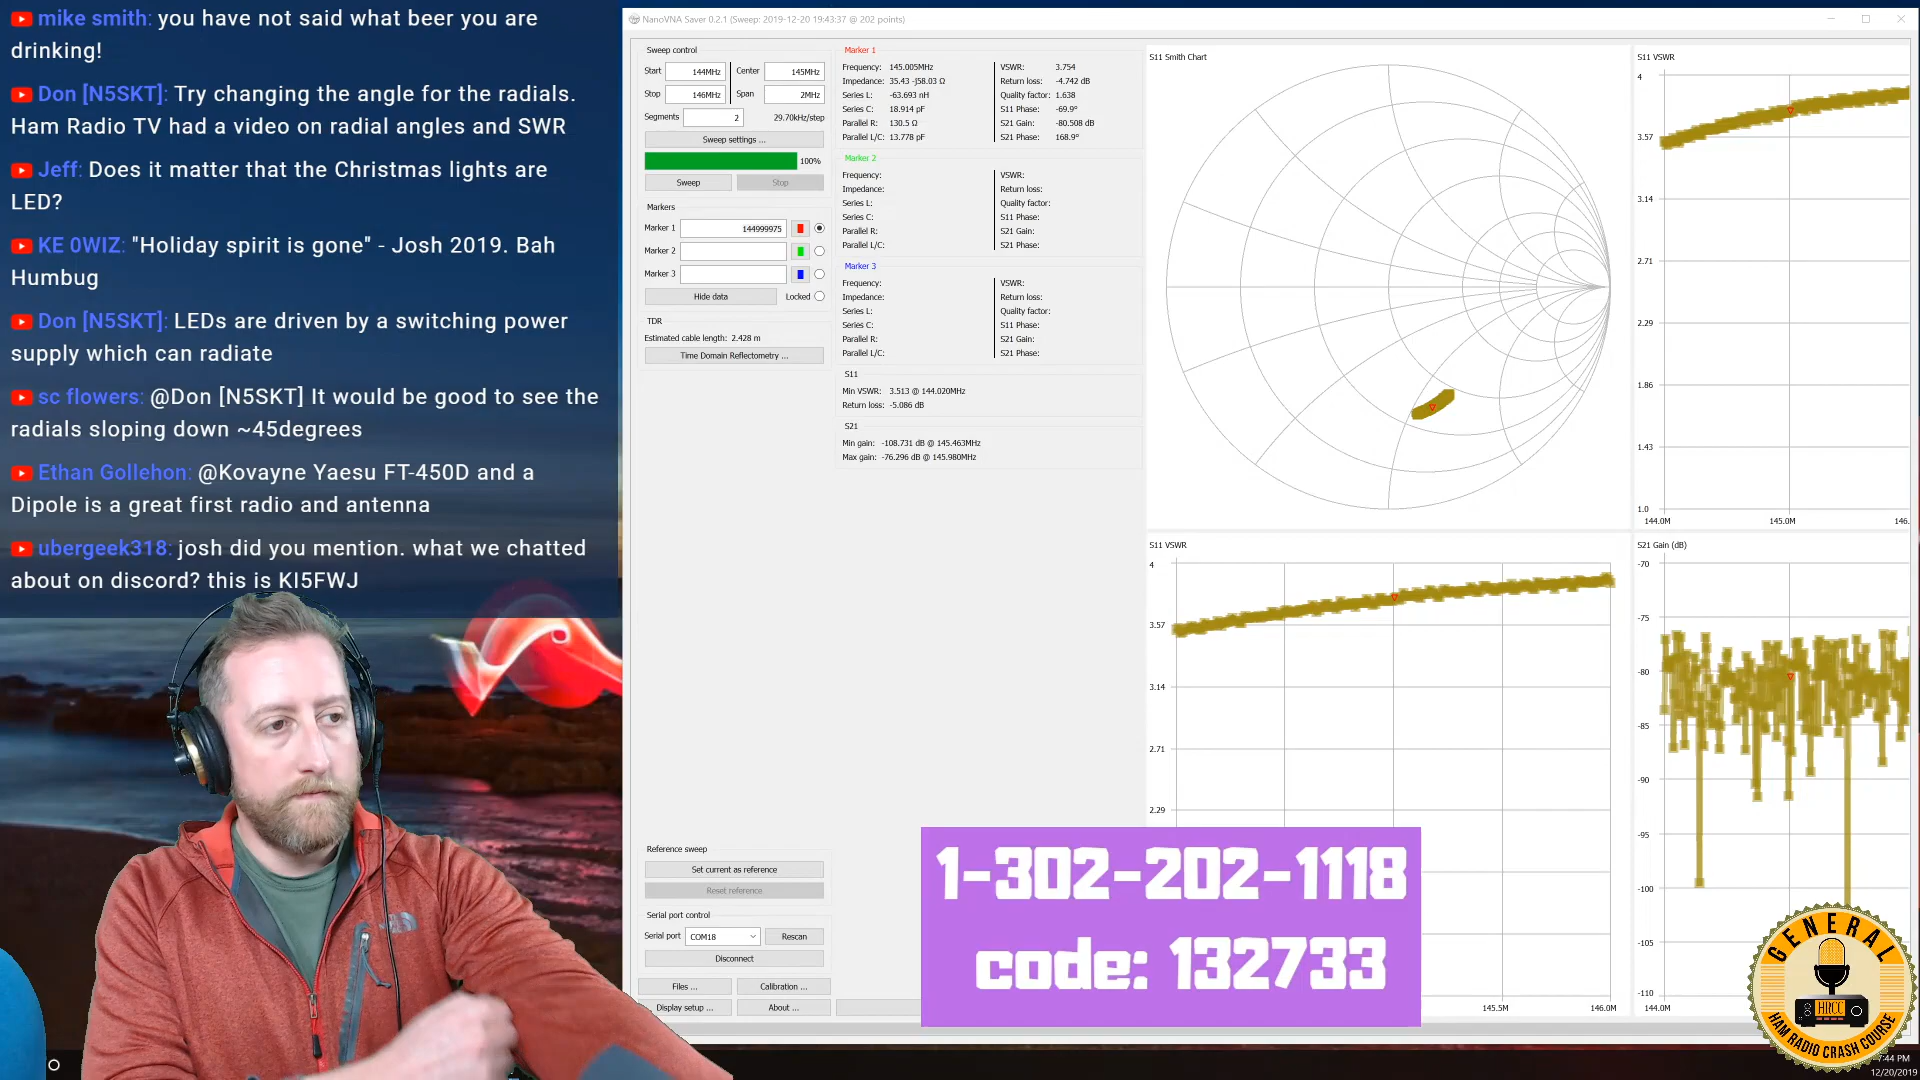 mike smith: you have not said what beer you are
drinking!
Don [N5SKT]: Try changing the angle for the radials.
Ham Radio TV had a video on radial angles and SWR
Jeff: Does it matter that the Christmas lights are
LED?
KE 0WIZ: "Holiday spirit is gone" - Josh 2019. Bah
Humbug
Don [N5SKT]: LEDs are driven by a switching power
supply which can radiate
sc flowers: @Don [N5SKT] It would be good to see the
radials sloping down ~45degrees
Ethan Gollehon: @Kovayne Yaesu FT-450D and a
Dipole is a great first radio and antenna
ubergeek318: josh did you mention. what we chatted
about on discord? this is KI5FWJ
NanoVNA Saver 0.2.1 (Sweep: 2019-12-20 19:43:37 @ 202 points)
Sweep control
Start 144MHz Center 145MHz
Stop 146MHz Span 2MHz
Segments 2 29.70kHz/step
Sweep settings ...
100%
Sweep Stop
Markers
Marker 1 144999975
Marker 2
Marker 3
Hide data Locked
TDR
Estimated cable length: 2.428 m
Time Domain Reflectometry ...
Reference sweep
Set current as reference
Reset reference
Serial port control
Serial port COM18 Rescan
Disconnect
Files ... Calibration ...
Display setup ... About ...
Marker 1
Frequency: 145.005MHz VSWR: 3.754
Impedance: 35.43 -j58.03 Ω Return loss: -4.742 dB
Series L: -63.693 nH Quality factor: 1.638
Series C: 18.914 pF S11 Phase: -69.9°
Parallel R: 130.5 Ω S21 Gain: -80.508 dB
Parallel L/C: 13.778 pF S21 Phase: 168.9°
Marker 2
Frequency: VSWR:
Impedance: Return loss:
Series L: Quality factor:
Series C: S11 Phase:
Parallel R: S21 Gain:
Parallel L/C: S21 Phase:
Marker 3
Frequency: VSWR:
Impedance: Return loss:
Series L: Quality factor:
Series C: S11 Phase:
Parallel R: S21 Gain:
Parallel L/C: S21 Phase:
S11
Min VSWR: 3.513 @ 144.020MHz
Return loss: -5.086 dB
S21
Min gain: -108.731 dB @ 145.463MHz
Max gain: -76.296 dB @ 145.980MHz
S11 Smith Chart
S11 VSWR
4
3.57
3.14
2.71
2.29
1.86
1.43
1.0
144.0M 145.0M 146.
S11 VSWR
4
3.57
3.14
2.71
2.29
145.5M 146.0M
S21 Gain (dB)
-70
-75
-80
-85
-90
-95
-100
-105
-110
144.0M
1-302-202-1118
code: 132733
GENERAL
HRCC
HAM RADIO CRASH COURSE
7:44 PM
12/20/2019